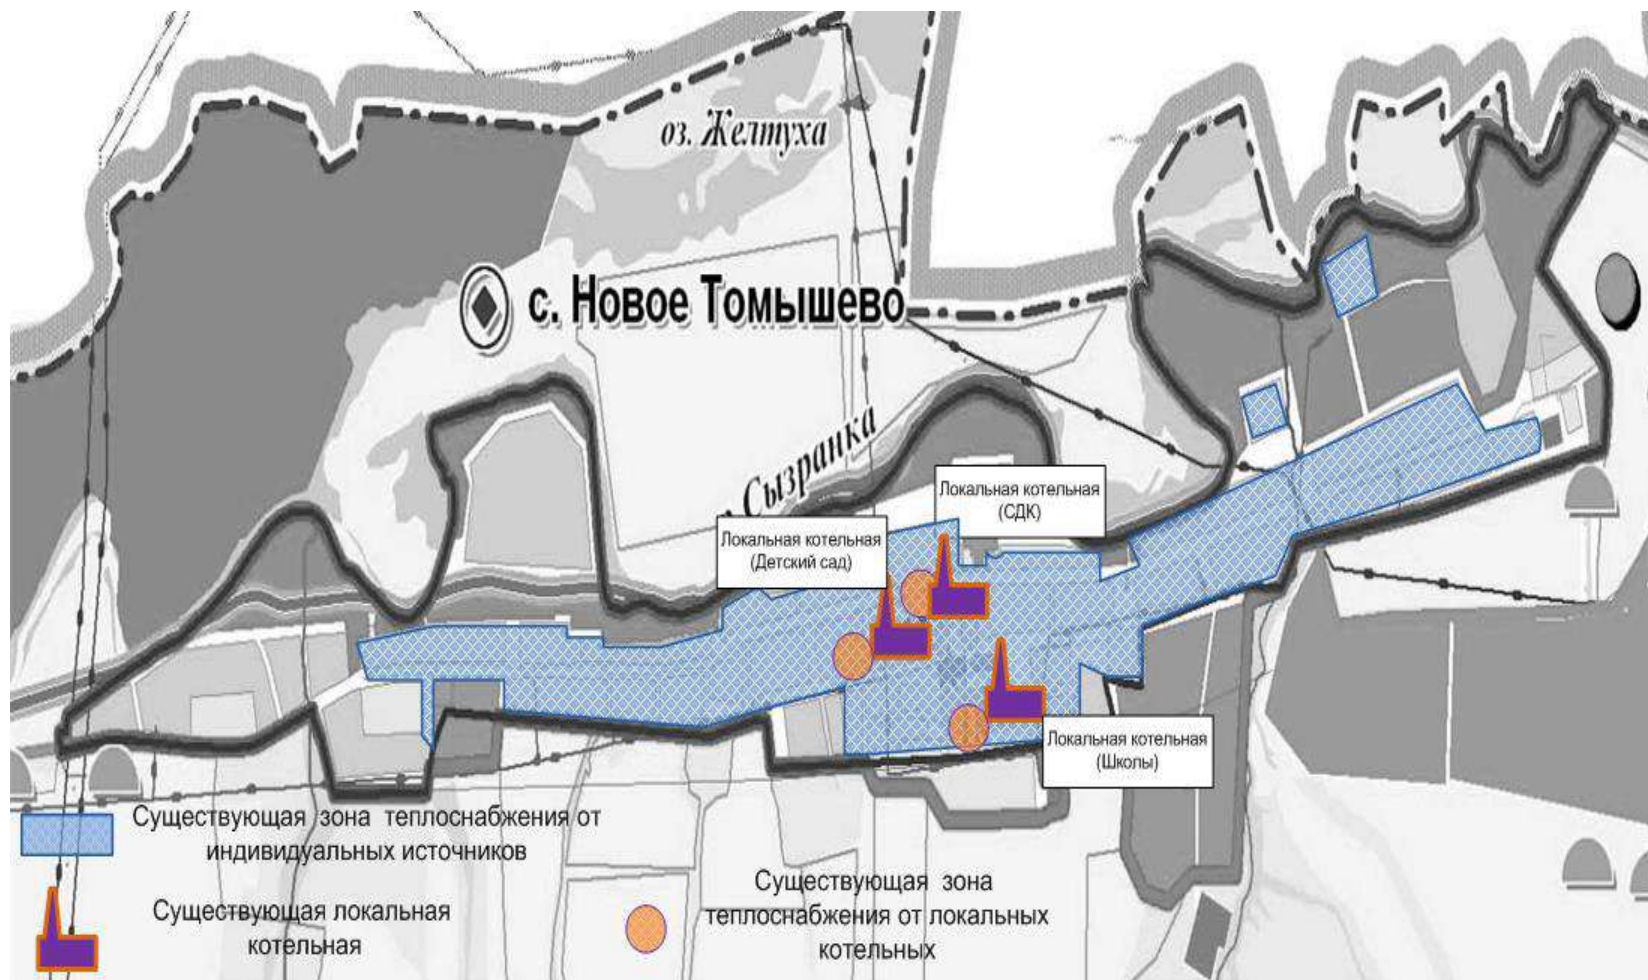 оз. Желтуха
с. Новое Томышево
. Сызранка
Локальная котельная
(СДК)
Локальная котельная
(Детский сад)
Локальная котельная
(Школы)
Существующая зона теплоснабжения от
индивидуальных источников
Существующая локальная
котельная
Существующая зона
теплоснабжения от локальных
котельных